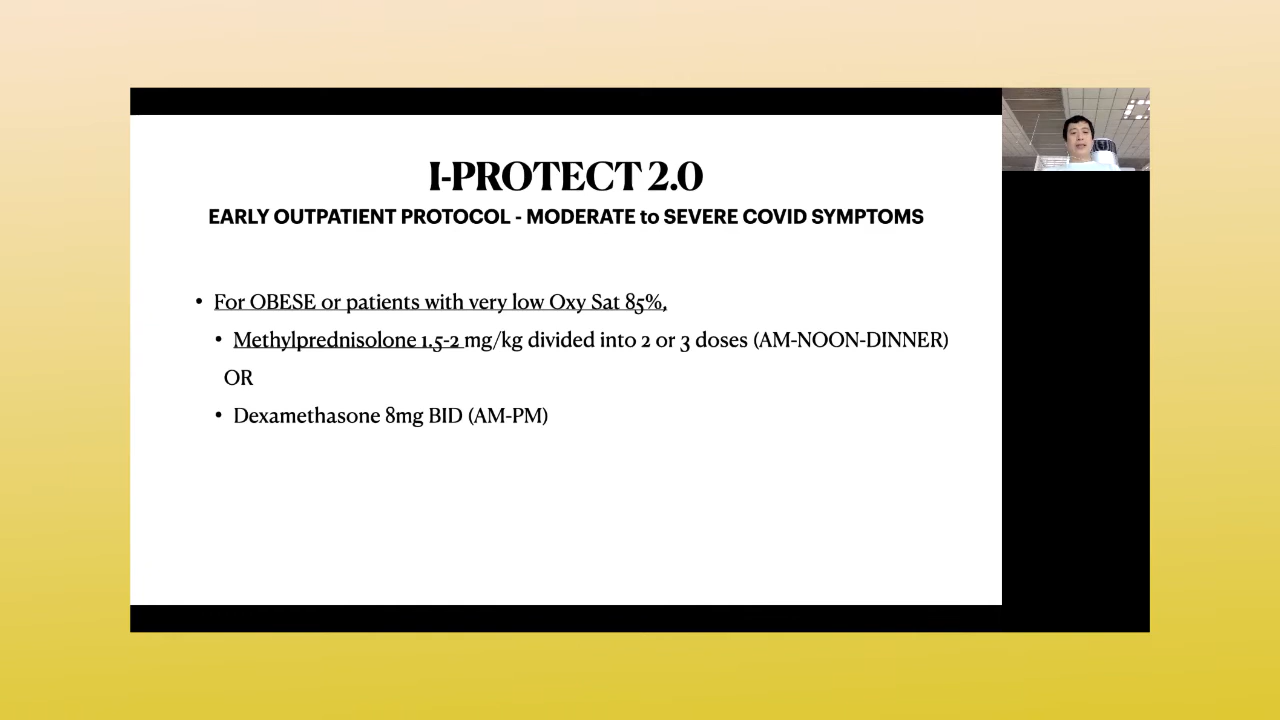 I-PROTECT 2.0
EARLY OUTPATIENT PROTOCOL - MODERATE to SEVERE COVID SYMPTOMS
• For OBESE or patients with very low Oxy Sat 85%,
• Methylprednisolone 1.5-2 mg/kg divided into 2 or 3 doses (AM-NOON-DINNER)
OR
• Dexamethasone 8mg BID (AM-PM)